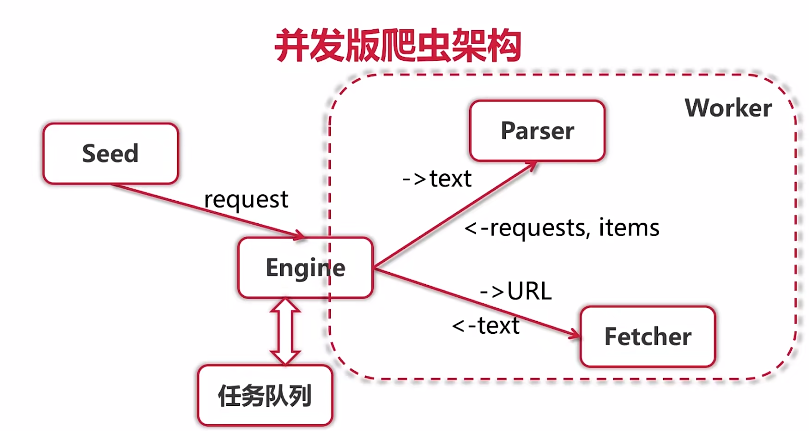 并发版爬虫架构
Worker
Parser
Seed
->text
request
<-requests, items
Engine
->URL
<-text
Fetcher
任务队列